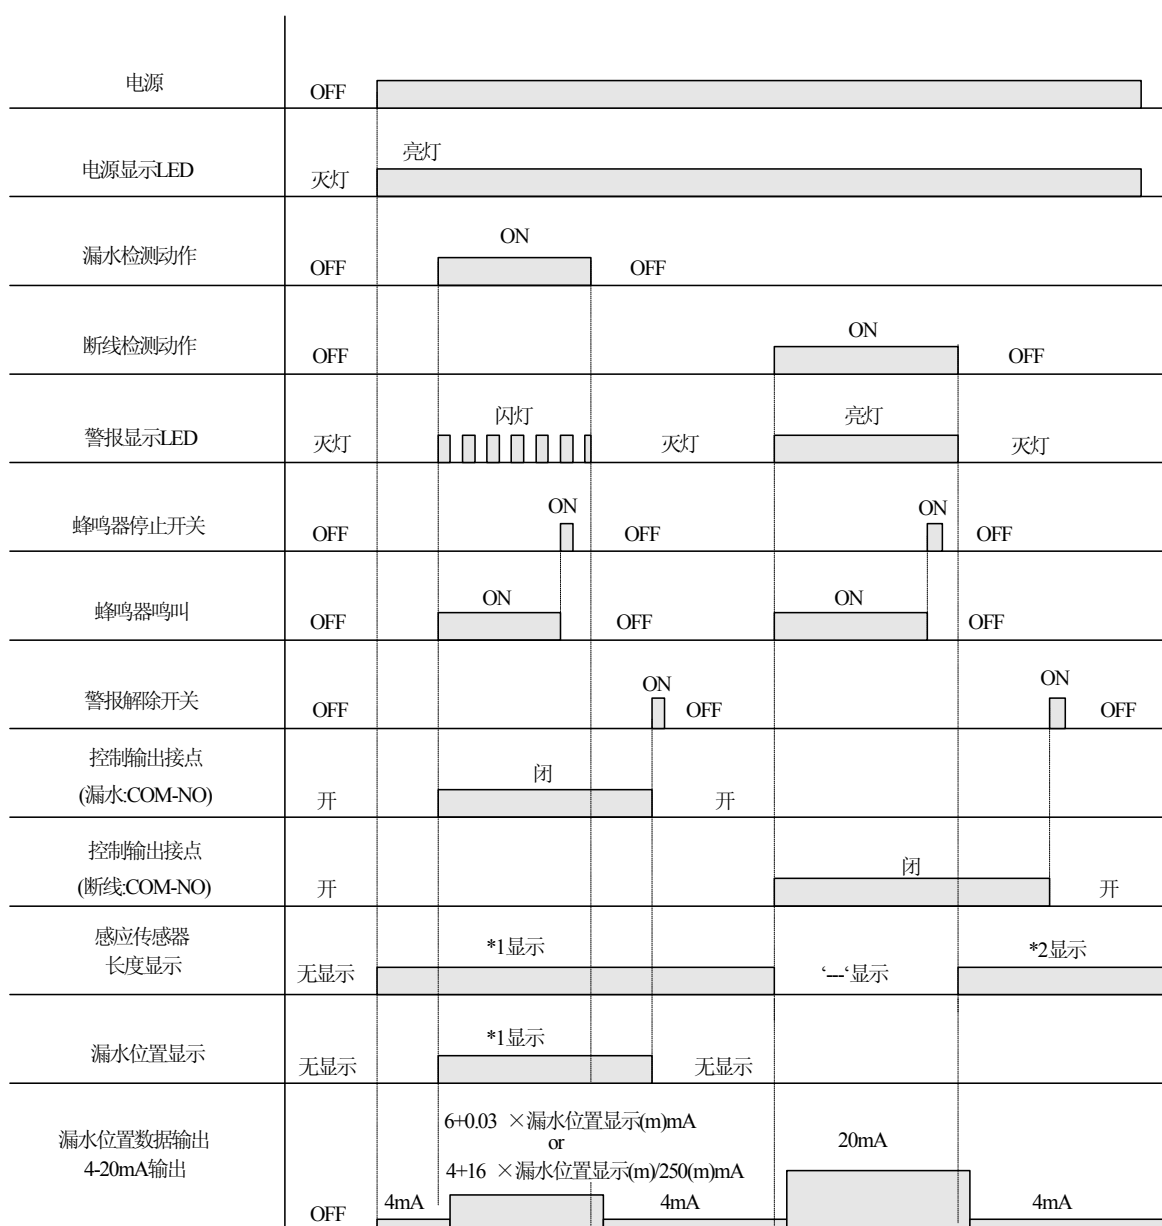 电源
OFF
电源显示LED
灭灯
亮灯
漏水检测动作
OFF
ON
OFF
断线检测动作
OFF
ON
OFF
警报显示LED
灭灯
闪灯
灭灯
亮灯
灭灯
蜂鸣器停止开关
OFF
ON
OFF
ON
OFF
蜂鸣器鸣叫
OFF
ON
OFF
ON
OFF
警报解除开关
OFF
ON
OFF
ON
OFF
控制输出接点
(漏水:COM-NO)
开
闭
开
控制输出接点
(断线:COM-NO)
开
闭
开
感应传感器
长度显示
无显示
*1显示
‘---‘显示
*2显示
漏水位置显示
无显示
*1显示
无显示
漏水位置数据输出
4-20mA输出
OFF
4mA
6+0.03 ×漏水位置显示(m)mA
or
4+16 ×漏水位置显示(m)/250(m)mA
4mA
20mA
4mA